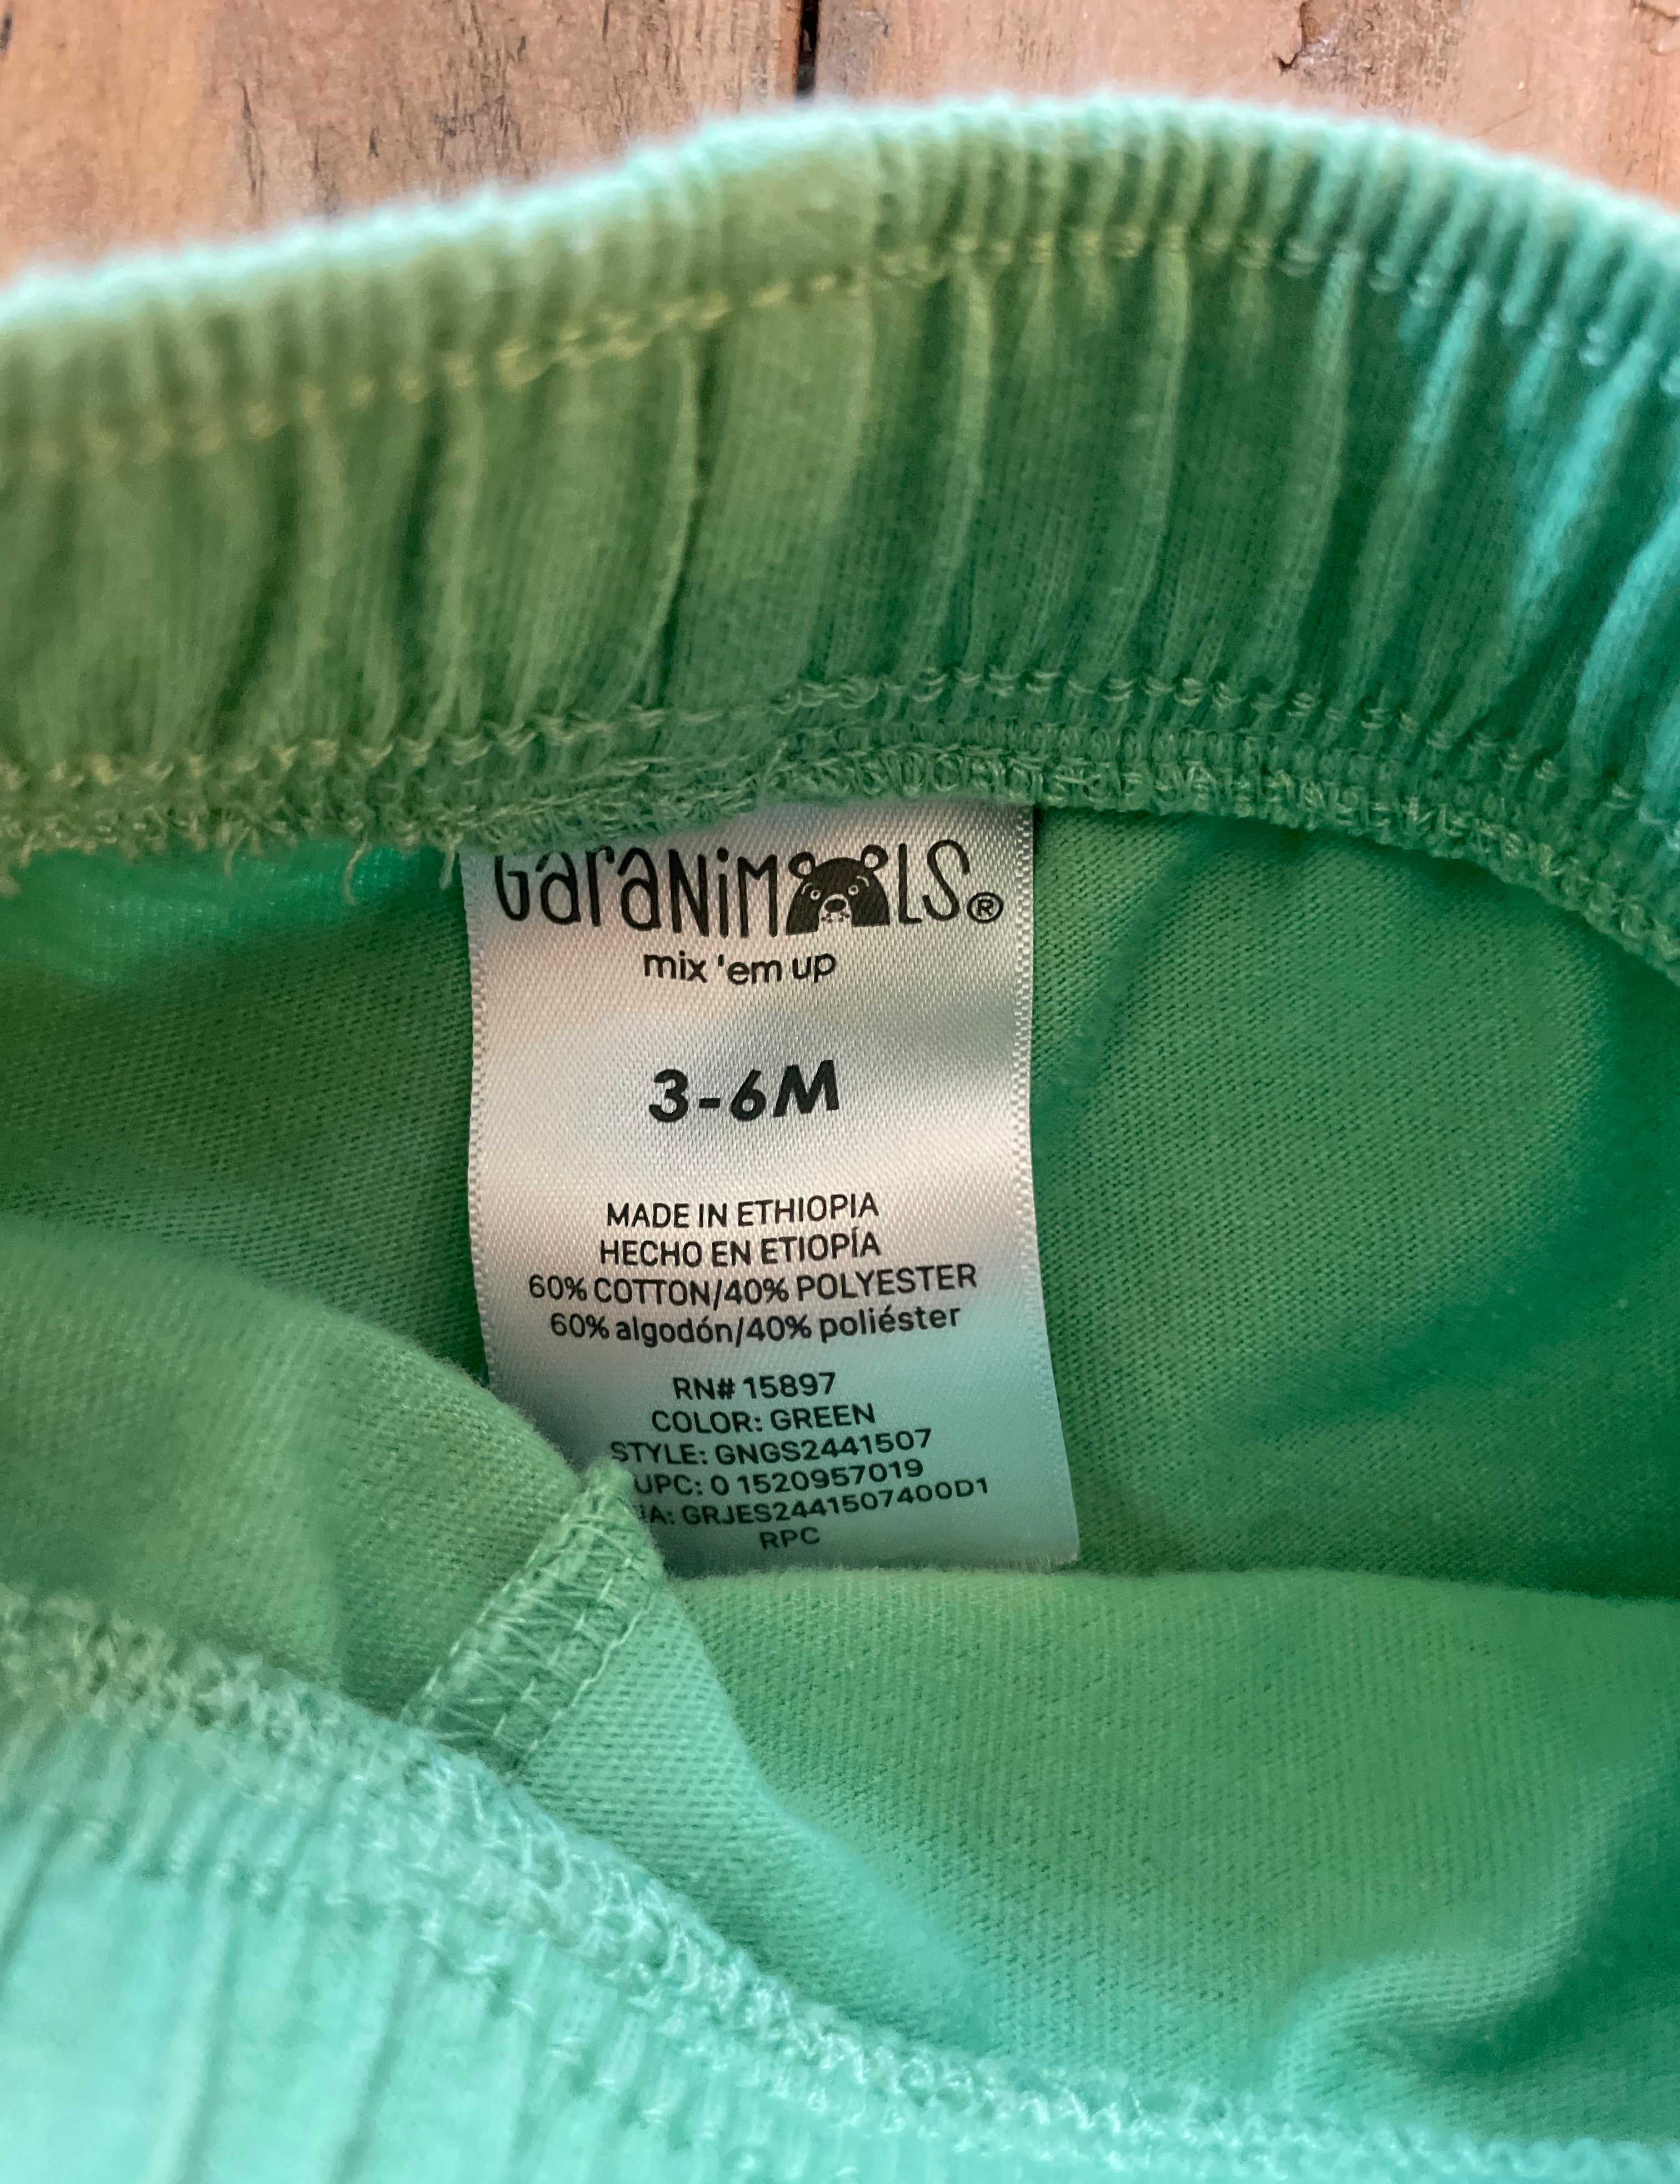 GaraNiMALS®
mix 'em up
3-6M
MADE IN ETHIOPIA
HECHO EN ETIOPÍA
60% COTTON/40% POLYESTER
60% algodón/40% poliéster
RN# 15897
COLOR: GREEN
STYLE: GNGS2441507
UPC: 0 1520957019
GRJES2441507400D1
RPC